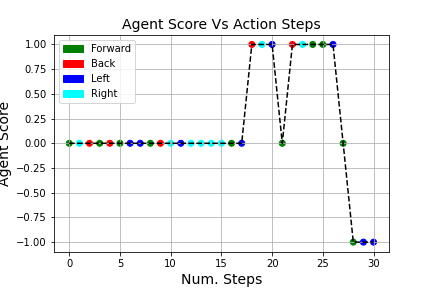 Agent Score Vs Action Steps
Agent Score
1.00
0.75
0.50
0.25
0.00
−0.25
−0.50
−0.75
−1.00
Forward
Back
Left
Right
0 5 10 15 20 25 30
Num. Steps